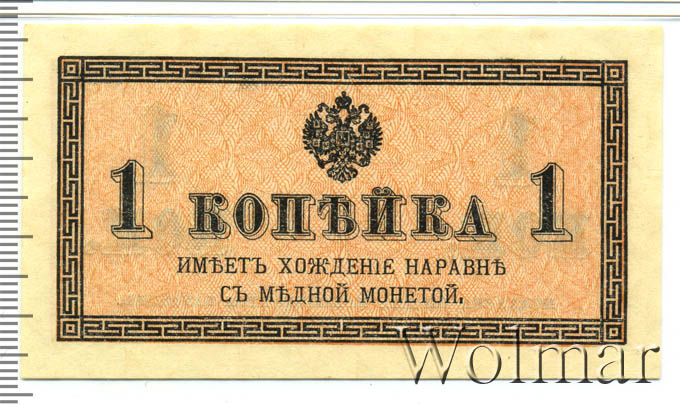 1 КОПѢЙКА 1
ИМѢЕТЪ ХОЖДЕНІЕ НАРАВНѢ
СЪ МѢДНОЙ МОНЕТОЙ.
Wolmar